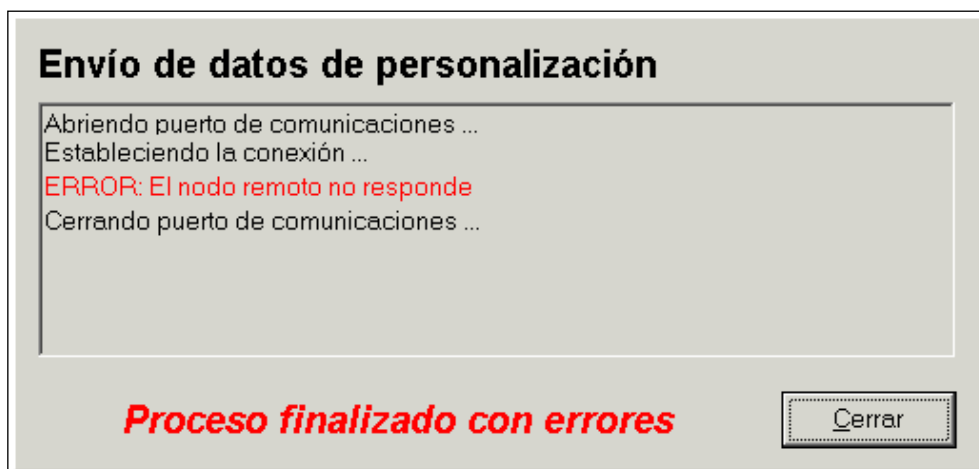 Envío de datos de personalización
Abriendo puerto de comunicaciones ...
Estableciendo la conexión ...
ERROR: El nodo remoto no responde
Cerrando puerto de comunicaciones ...
Proceso finalizado con errores
Cerrar